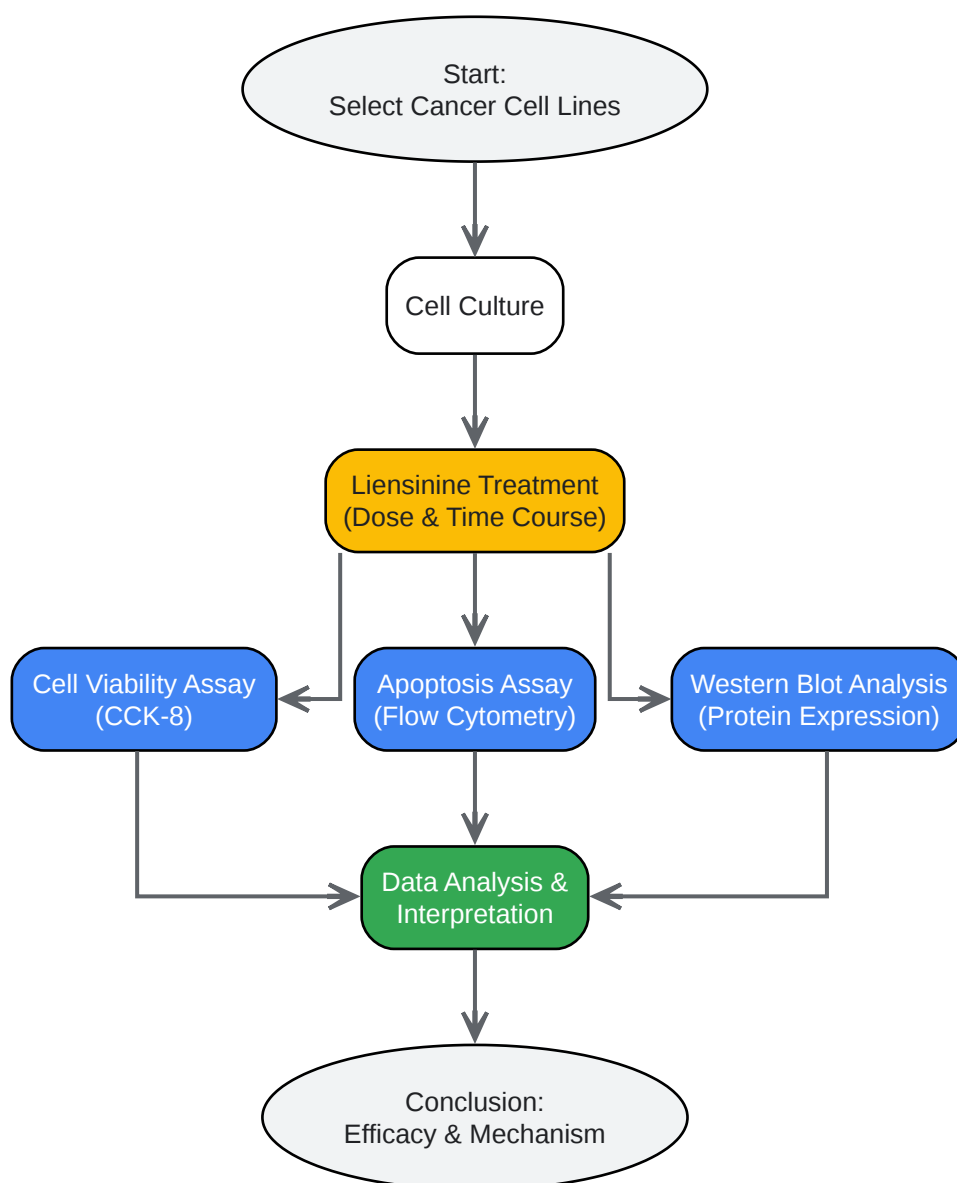 Start:
Select Cancer Cell Lines
Cell Culture
Liensinine Treatment
(Dose & Time Course)
Cell Viability Assay
(CCK-8)
Apoptosis Assay
(Flow Cytometry)
Western Blot Analysis
(Protein Expression)
Data Analysis &
Interpretation
Conclusion:
Efficacy & Mechanism